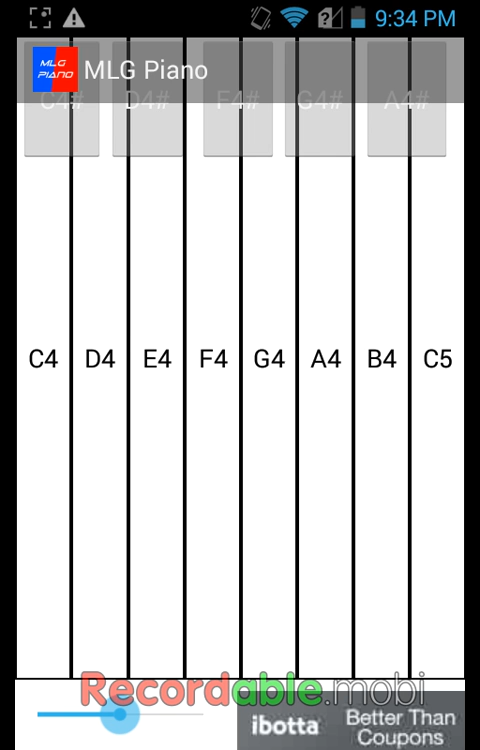 9:34 PM
MLG PIANO
MLG Piano
C4# D4# F4# G4# A4#
C4 D4 E4 F4 G4 A4 B4 C5
Recordable.mobi
ibotta
Better Than
Coupons